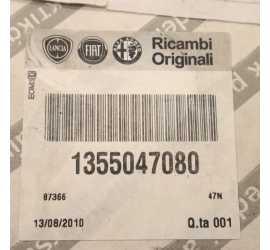 LANCIA FIAT Ricambi
Originali
1355047080
87366 47N
13/08/2010 Q.ta 001